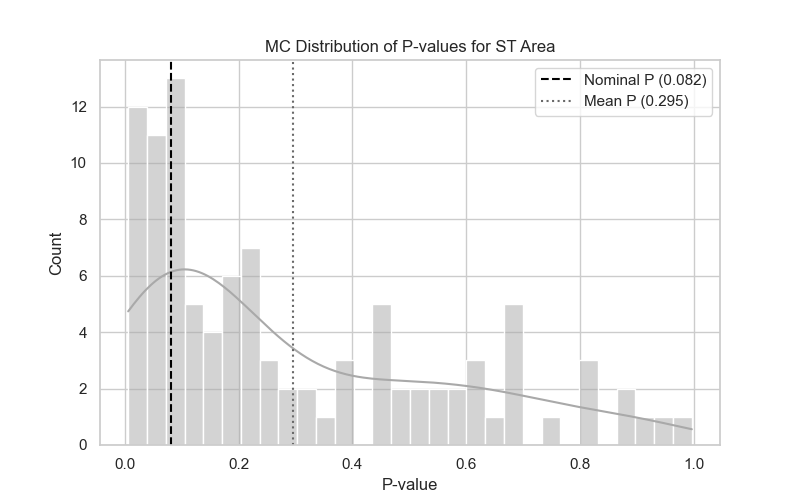 MC Distribution of P-values for ST Area
Nominal P (0.082)
Mean P (0.295)
Count
12
10
8
6
4
2
0
0.0 0.2 0.4 0.6 0.8 1.0
P-value